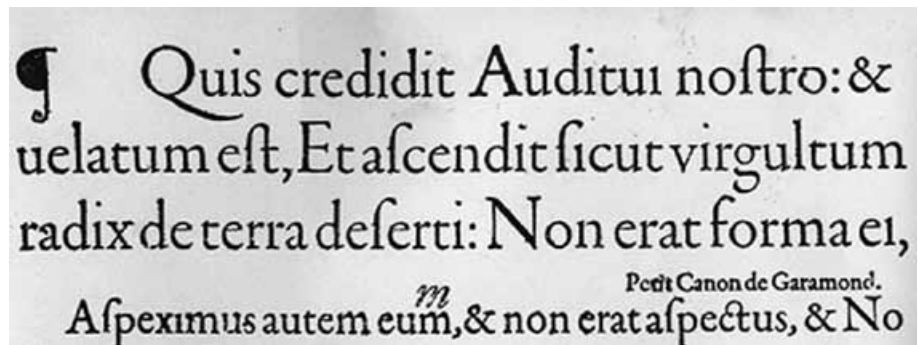 ¶ Quis credidit Auditui noſtro: &
uelatum eſt, Et aſcendit ſicut virgultum
radix de terra deſerti: Non erat forma ei,
Petit Canon de Garamond.
m
Aſpeximus autem eum, & non erat aſpectus, & No